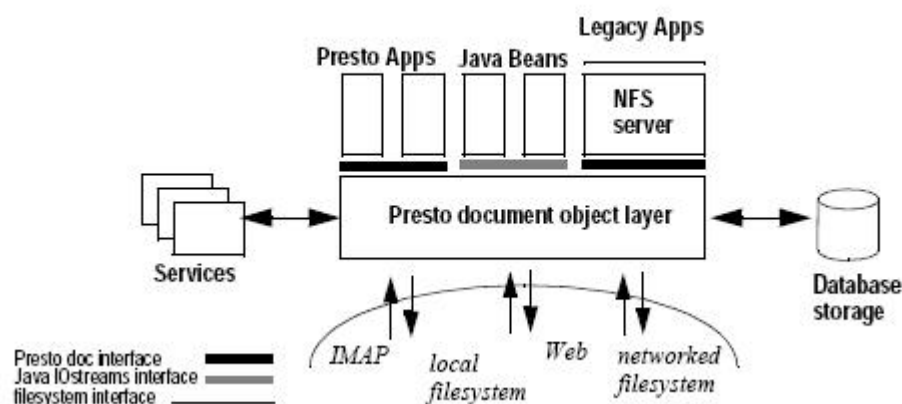 Legacy Apps
Presto Apps
Java Beans
NFS
server
Presto document object layer
Services
Database
storage
IMAP
local
filesystem
Web
networked
filesystem
Presto doc interface
Java IOstreams interface
filesystem interface